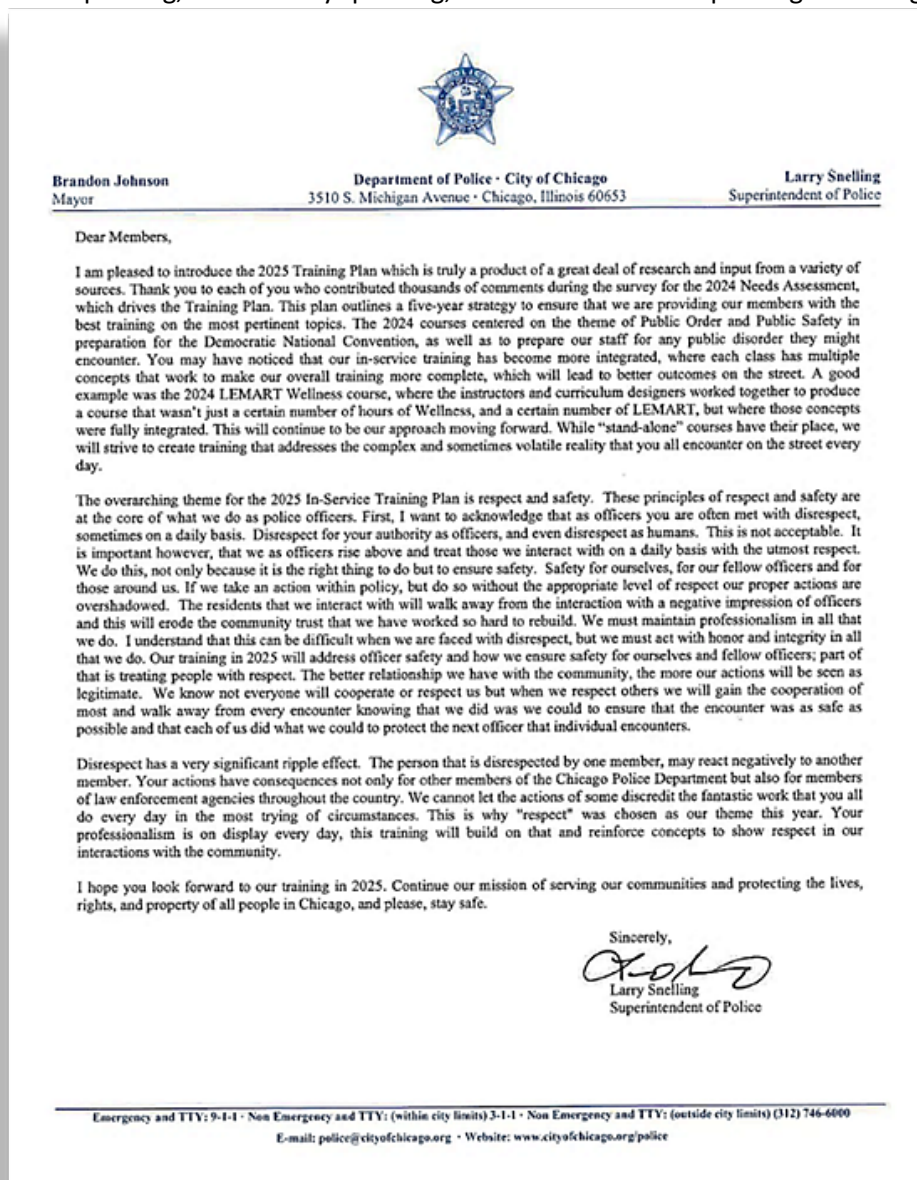 POLICE
Brandon Johnson
Mayor
Department of Police · City of Chicago
3510 S. Michigan Avenue · Chicago, Illinois 60653
Larry Snelling
Superintendent of Police
Dear Members,
I am pleased to introduce the 2025 Training Plan which is truly a product of a great deal of research and input from a variety of
sources. Thank you to each of you who contributed thousands of comments during the survey for the 2024 Needs Assessment,
which drives the Training Plan. This plan outlines a five-year strategy to ensure that we are providing our members with the
best training on the most pertinent topics. The 2024 courses centered on the theme of Public Order and Public Safety in
preparation for the Democratic National Convention, as well as to prepare our staff for any public disorder they might
encounter. You may have noticed that our in-service training has become more integrated, where each class has multiple
concepts that work to make our overall training more complete, which will lead to better outcomes on the street. A good
example was the 2024 LEMART Wellness course, where the instructors and curriculum designers worked together to produce
a course that wasn't just a certain number of hours of Wellness, and a certain number of LEMART, but where those concepts
were fully integrated. This will continue to be our approach moving forward. While “stand-alone” courses have their place, we
will strive to create training that addresses the complex and sometimes volatile reality that you all encounter on the street every
day.
The overarching theme for the 2025 In-Service Training Plan is respect and safety. These principles of respect and safety are
at the core of what we do as police officers. First, I want to acknowledge that as officers you are often met with disrespect,
sometimes on a daily basis. Disrespect for your authority as officers, and even disrespect as humans. This is not acceptable. It
is important however, that we as officers rise above and treat those we interact with on a daily basis with the utmost respect.
We do this, not only because it is the right thing to do but to ensure safety. Safety for ourselves, for our fellow officers and for
those around us. If we take an action within policy, but do so without the appropriate level of respect our proper actions are
overshadowed. The residents that we interact with will walk away from the interaction with a negative impression of officers
and this will erode the community trust that we have worked so hard to rebuild. We must maintain professionalism in all that
we do. I understand that this can be difficult when we are faced with disrespect, but we must act with honor and integrity in all
that we do. Our training in 2025 will address officer safety and how we ensure safety for ourselves and fellow officers; part of
that is treating people with respect. The better relationship we have with the community, the more our actions will be seen as
legitimate. We know not everyone will cooperate or respect us but when we respect others we will gain the cooperation of
most and walk away from every encounter knowing that we did was we could to ensure that the encounter was as safe as
possible and that each of us did what we could to protect the next officer that individual encounters.
Disrespect has a very significant ripple effect. The person that is disrespected by one member, may react negatively to another
member. Your actions have consequences not only for other members of the Chicago Police Department but also for members
of law enforcement agencies throughout the country. We cannot let the actions of some discredit the fantastic work that you all
do every day in the most trying of circumstances. This is why "respect" was chosen as our theme this year. Your
professionalism is on display every day, this training will build on that and reinforce concepts to show respect in our
interactions with the community.
I hope you look forward to our training in 2025. Continue our mission of serving our communities and protecting the lives,
rights, and property of all people in Chicago, and please, stay safe.
Sincerely,
Larry Snelling
Superintendent of Police
Emergency and TTY: 9-1-1 · Non Emergency and TTY: (within city limits) 3-1-1 · Non Emergency and TTY: (outside city limits) (312) 746-6000
E-mail: police@cityofchicago.org · Website: www.cityofchicago.org/police